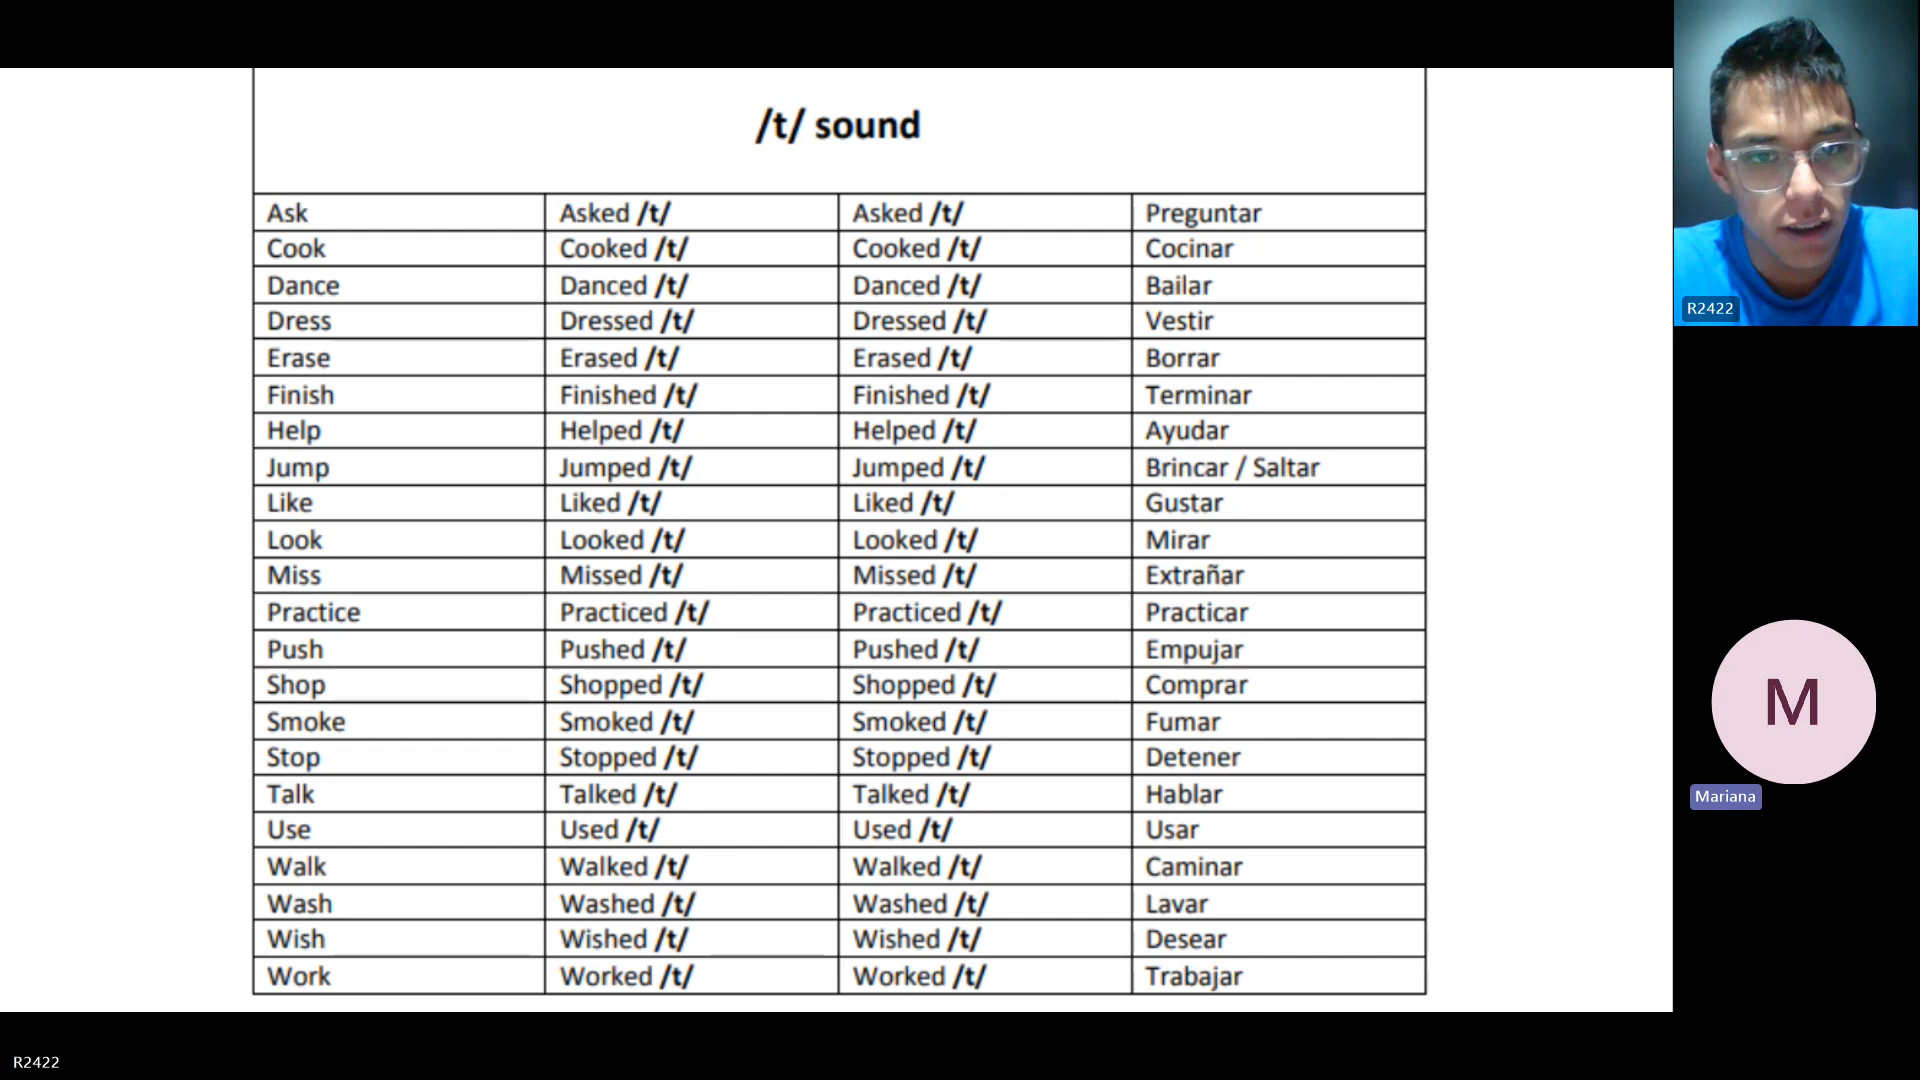 /t/ sound
Ask Asked /t/ Asked /t/ Preguntar
Cook Cooked /t/ Cooked /t/ Cocinar
Dance Danced /t/ Danced /t/ Bailar
Dress Dressed /t/ Dressed /t/ Vestir
Erase Erased /t/ Erased /t/ Borrar
Finish Finished /t/ Finished /t/ Terminar
Help Helped /t/ Helped /t/ Ayudar
Jump Jumped /t/ Jumped /t/ Brincar / Saltar
Like Liked /t/ Liked /t/ Gustar
Look Looked /t/ Looked /t/ Mirar
Miss Missed /t/ Missed /t/ Extrañar
Practice Practiced /t/ Practiced /t/ Practicar
Push Pushed /t/ Pushed /t/ Empujar
Shop Shopped /t/ Shopped /t/ Comprar
Smoke Smoked /t/ Smoked /t/ Fumar
Stop Stopped /t/ Stopped /t/ Detener
Talk Talked /t/ Talked /t/ Hablar
Use Used /t/ Used /t/ Usar
Walk Walked /t/ Walked /t/ Caminar
Wash Washed /t/ Washed /t/ Lavar
Wish Wished /t/ Wished /t/ Desear
Work Worked /t/ Worked /t/ Trabajar
R2422
M
Mariana
R2422